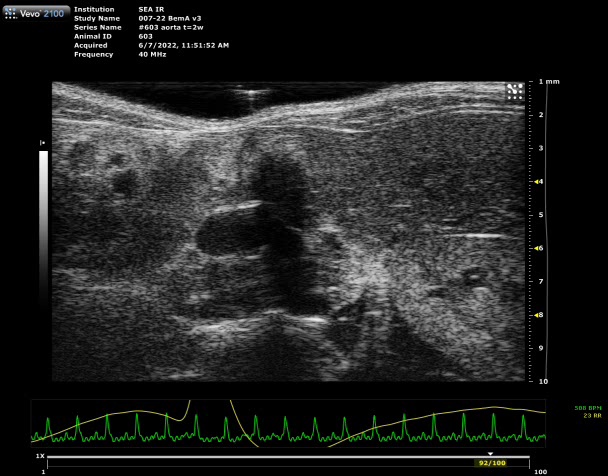 Vevo 2100
Institution SEA IR
Study Name 007-22 BemA v3
Series Name #603 aorta t=2w
Animal ID 603
Acquired 6/7/2022, 11:51:52 AM
Frequency 40 MHz
1 mm
2
3
4
5
6
7
8
9
10
508 BPM
23 RR
1X
92/100
1
100